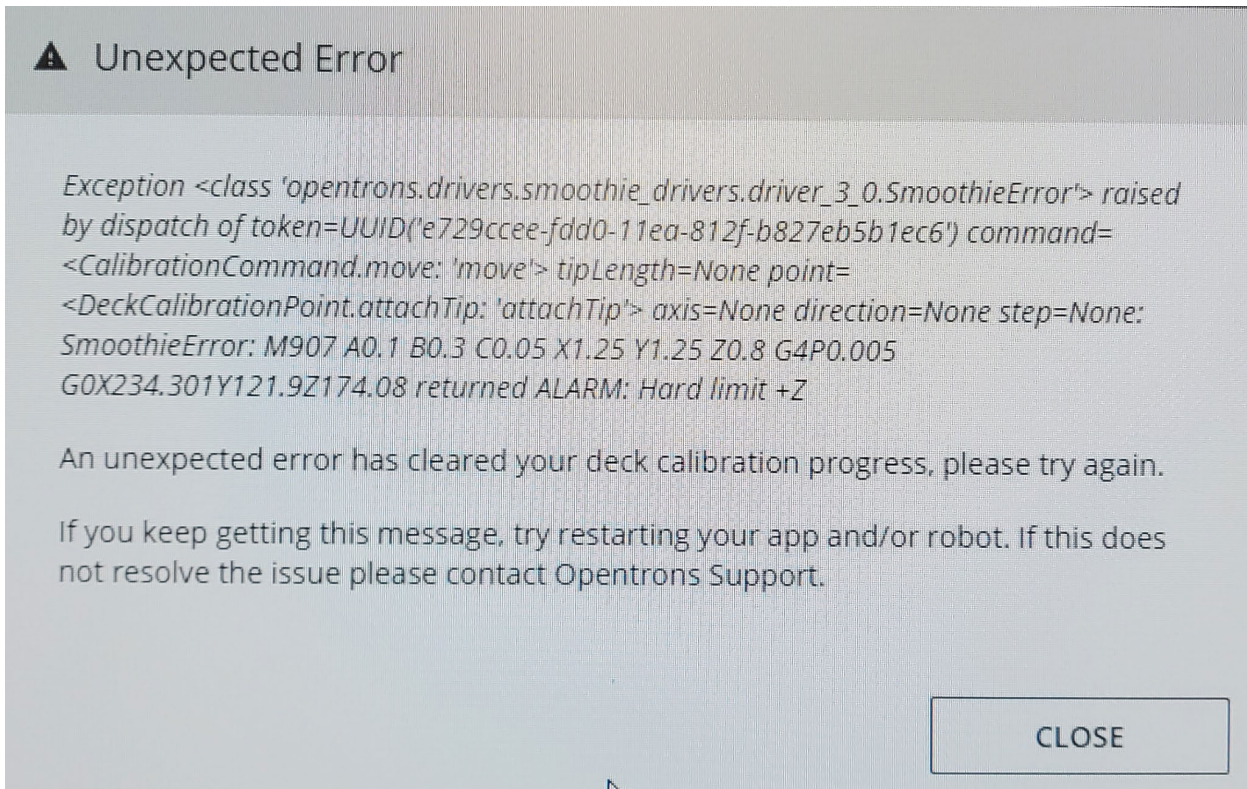 Unexpected Error
Exception <class 'opentrons.drivers.smoothie_drivers.driver_3_0.SmoothieError'> raised
by dispatch of token=UUID('e729ccee-fdd0-11ea-812f-b827eb5b1ec6') command=
<CalibrationCommand.move: 'move'> tipLength=None point=
<DeckCalibrationPoint.attachTip: 'attachTip'> axis=None direction=None step=None:
SmoothieError: M907 A0.1 B0.3 C0.05 X1.25 Y1.25 Z0.8 G4P0.005
G0X234.301Y121.9Z174.08 returned ALARM: Hard limit +Z
An unexpected error has cleared your deck calibration progress, please try again.
If you keep getting this message, try restarting your app and/or robot. If this does
not resolve the issue please contact Opentrons Support.
CLOSE